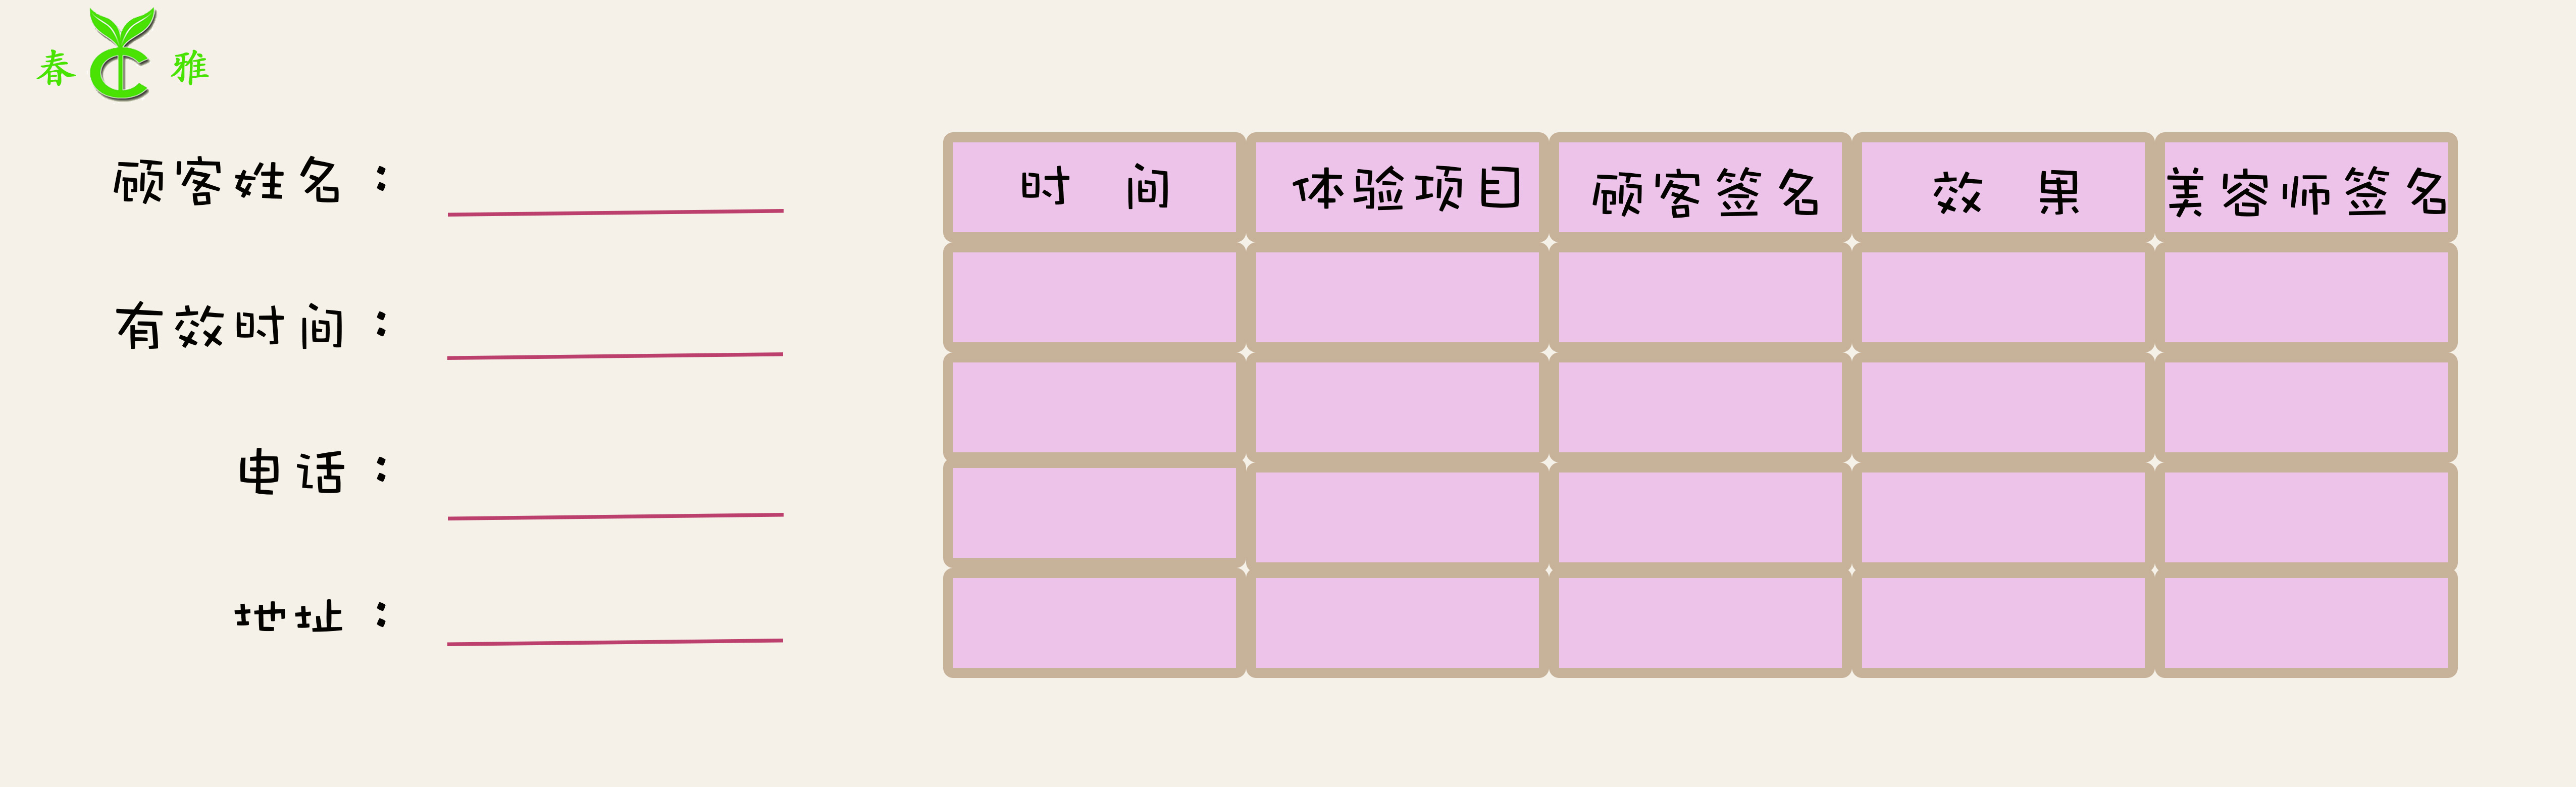 春 雅
顾客姓名：
有效时间：
电话：
地址：
时 间 体验项目 顾客签名 效 果 美容师签名